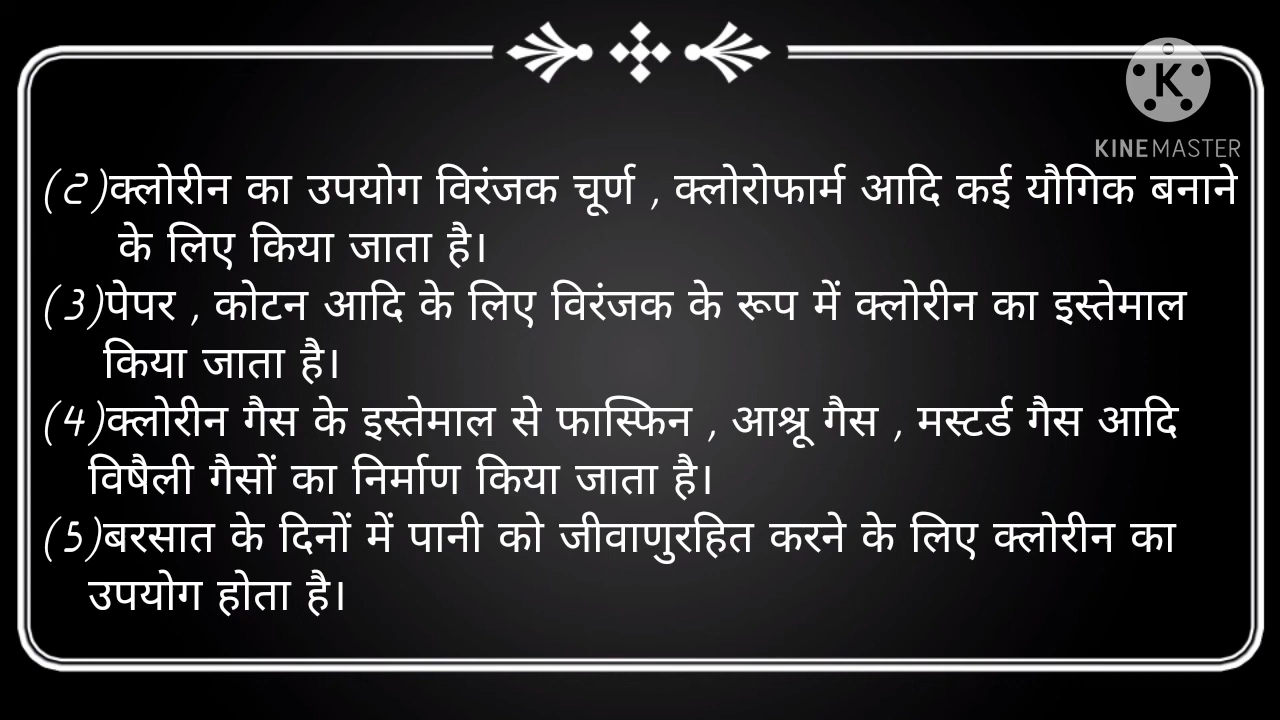 KINEMASTER
(2)क्लोरीन का उपयोग विरंजक चूर्ण , क्लोरोफार्म आदि कई यौगिक बनाने
के लिए किया जाता है।
(3)पेपर , कोटन आदि के लिए विरंजक के रूप में क्लोरीन का इस्तेमाल
किया जाता है।
(4)क्लोरीन गैस के इस्तेमाल से फास्फिन , आश्रू गैस , मस्टर्ड गैस आदि
विषैली गैसों का निर्माण किया जाता है।
(5)बरसात के दिनों में पानी को जीवाणुरहित करने के लिए क्लोरीन का
उपयोग होता है।